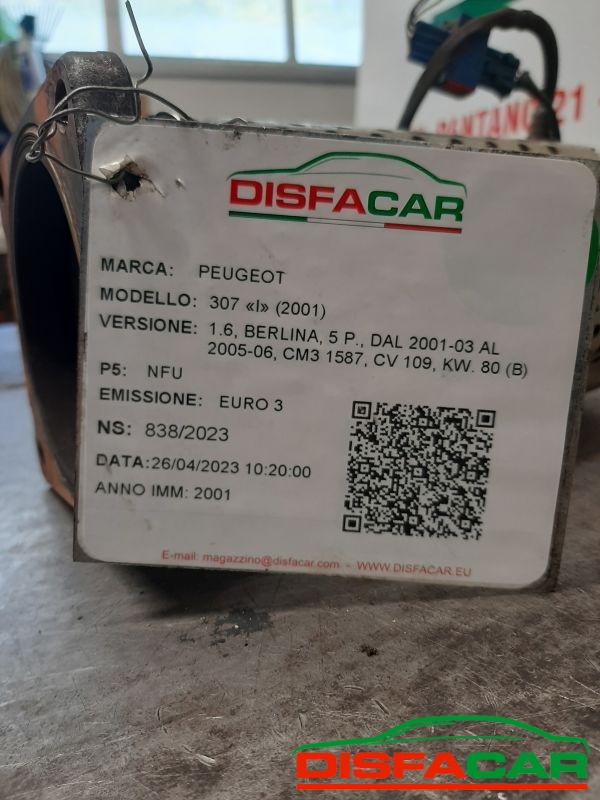 PANTANO 21
DISFACAR
MARCA: PEUGEOT
MODELLO: 307 «I» (2001)
VERSIONE: 1.6, BERLINA, 5 P., DAL 2001-03 AL
2005-06, CM3 1587, CV 109, KW. 80 (B)
P5: NFU
EMISSIONE: EURO 3
NS: 838/2023
DATA:26/04/2023 10:20:00
ANNO IMM: 2001
E-mail: magazzino@disfacar.com - WWW.DISFACAR.EU
DISFACAR